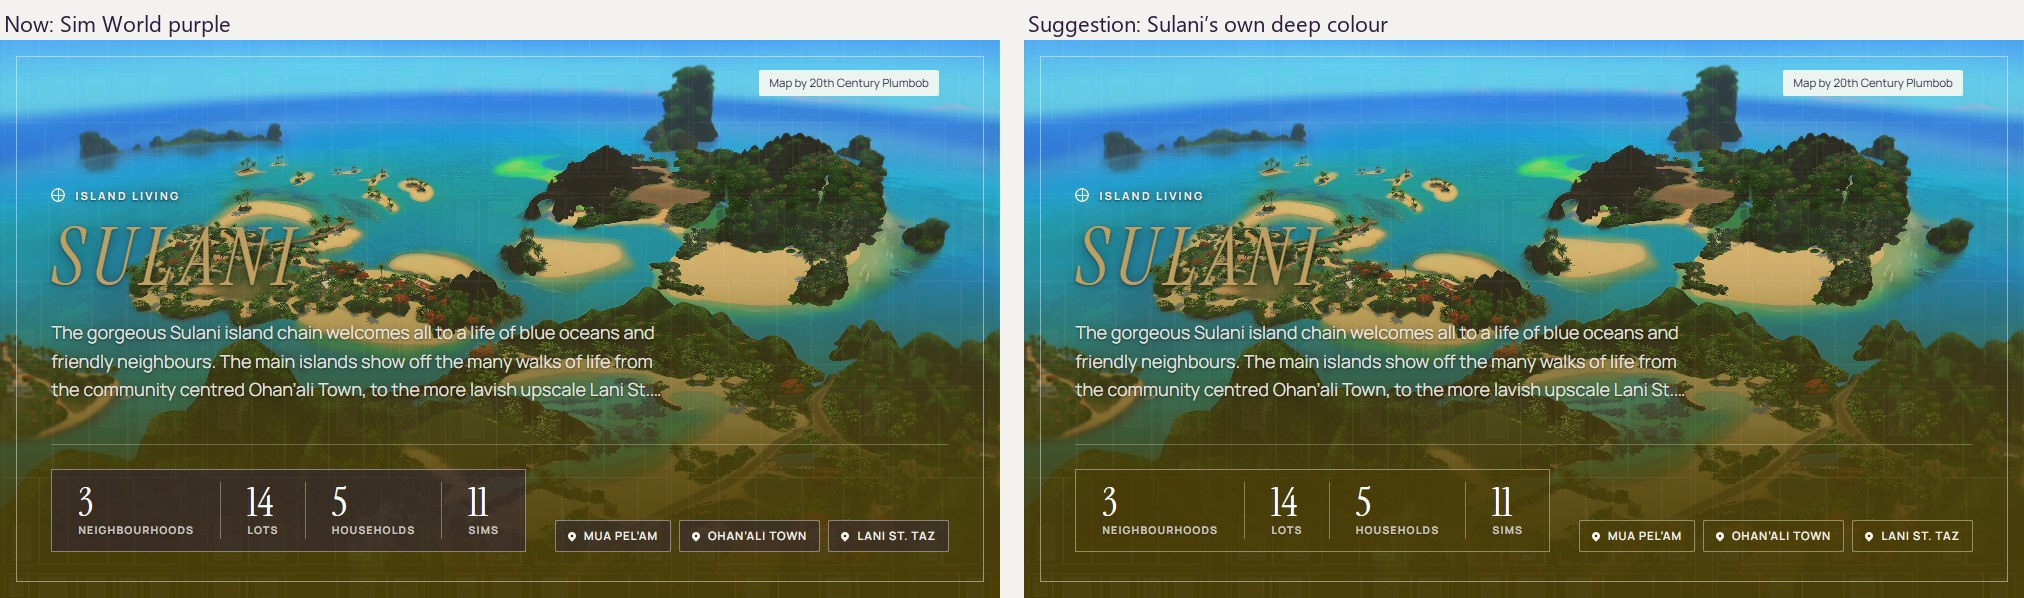 Now: Sim World purple
Map by 20th Century Plumbob
ISLAND LIVING
SULANI
The gorgeous Sulani island chain welcomes all to a life of blue oceans and
friendly neighbours. The main islands show off the many walks of life from
the community centred Ohan'ali Town, to the more lavish upscale Lani St....
3 14 5 11
NEIGHBOURHOODS LOTS HOUSEHOLDS SIMS
MUA PEL'AM OHAN'ALI TOWN LANI ST. TAZ
Suggestion: Sulani's own deep colour
Map by 20th Century Plumbob
ISLAND LIVING
SULANI
The gorgeous Sulani island chain welcomes all to a life of blue oceans and
friendly neighbours. The main islands show off the many walks of life from
the community centred Ohan'ali Town, to the more lavish upscale Lani St....
3 14 5 11
NEIGHBOURHOODS LOTS HOUSEHOLDS SIMS
MUA PEL'AM OHAN'ALI TOWN LANI ST. TAZ